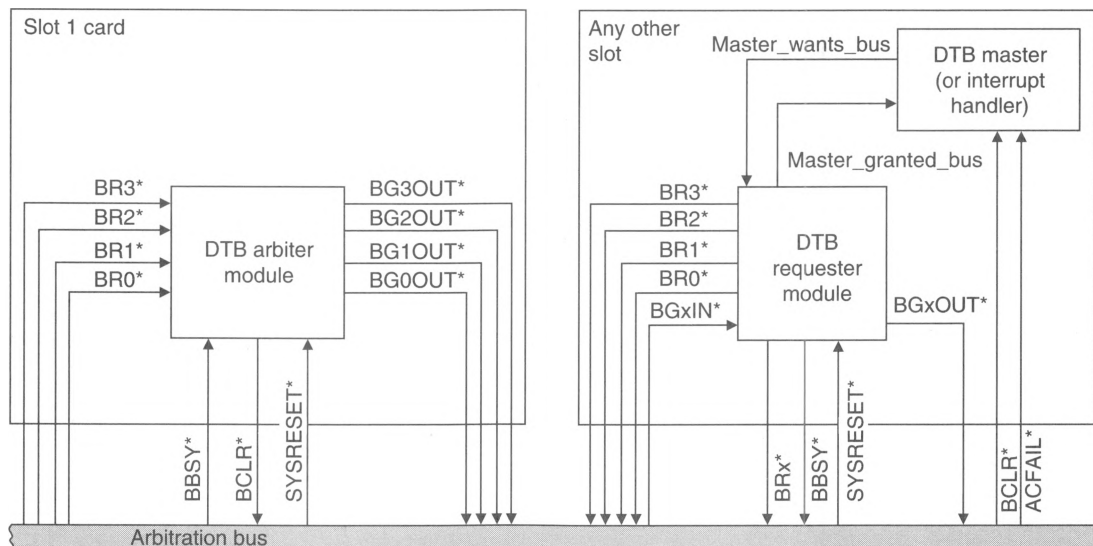 Slot 1 card
BR3*
BR2*
BR1*
BR0*
DTB arbiter
module
BG3OUT*
BG2OUT*
BG1OUT*
BG0OUT*
BBSY*
BCLR*
SYSRESET*
Any other
slot
Master_wants_bus
DTB master
(or interrupt
handler)
Master_granted_bus
BR3*
BR2*
BR1*
BR0*
BGxIN*
DTB
requester
module
BGxOUT*
BRx*
BBSY*
SYSRESET*
BCLR*
ACFAIL*
Arbitration bus